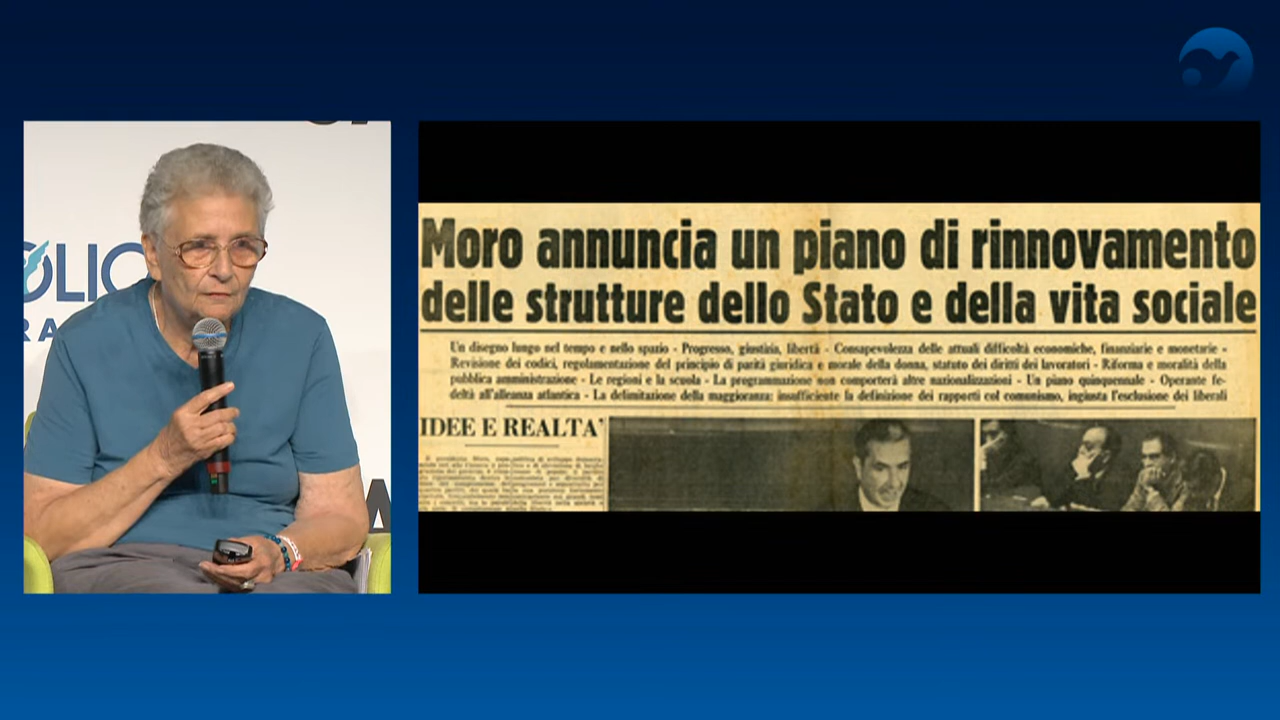 OLIC
RA
A
Moro annuncia un piano di rinnovamento
delle strutture dello Stato e della vita sociale
Un disegno lungo nel tempo e nello spazio - Progresso, giustizia, libertà - Consapevolezza delle attuali difficoltà economiche, finanziarie e monetarie -
Revisione dei codici, regolamentazione del principio di parità giuridica e morale della donna, statuto dei diritti dei lavoratori - Riforma e moralità della
pubblica amministrazione - Le regioni e la scuola - La programmazione non comporterà altre nazionalizzazioni - Un piano quinquennale - Operante fe-
deltà all'alleanza atlantica - La delimitazione della maggioranza: insufficiente la definizione dei rapporti col comunismo, ingiusta l'esclusione dei liberali
IDEE E REALTA'